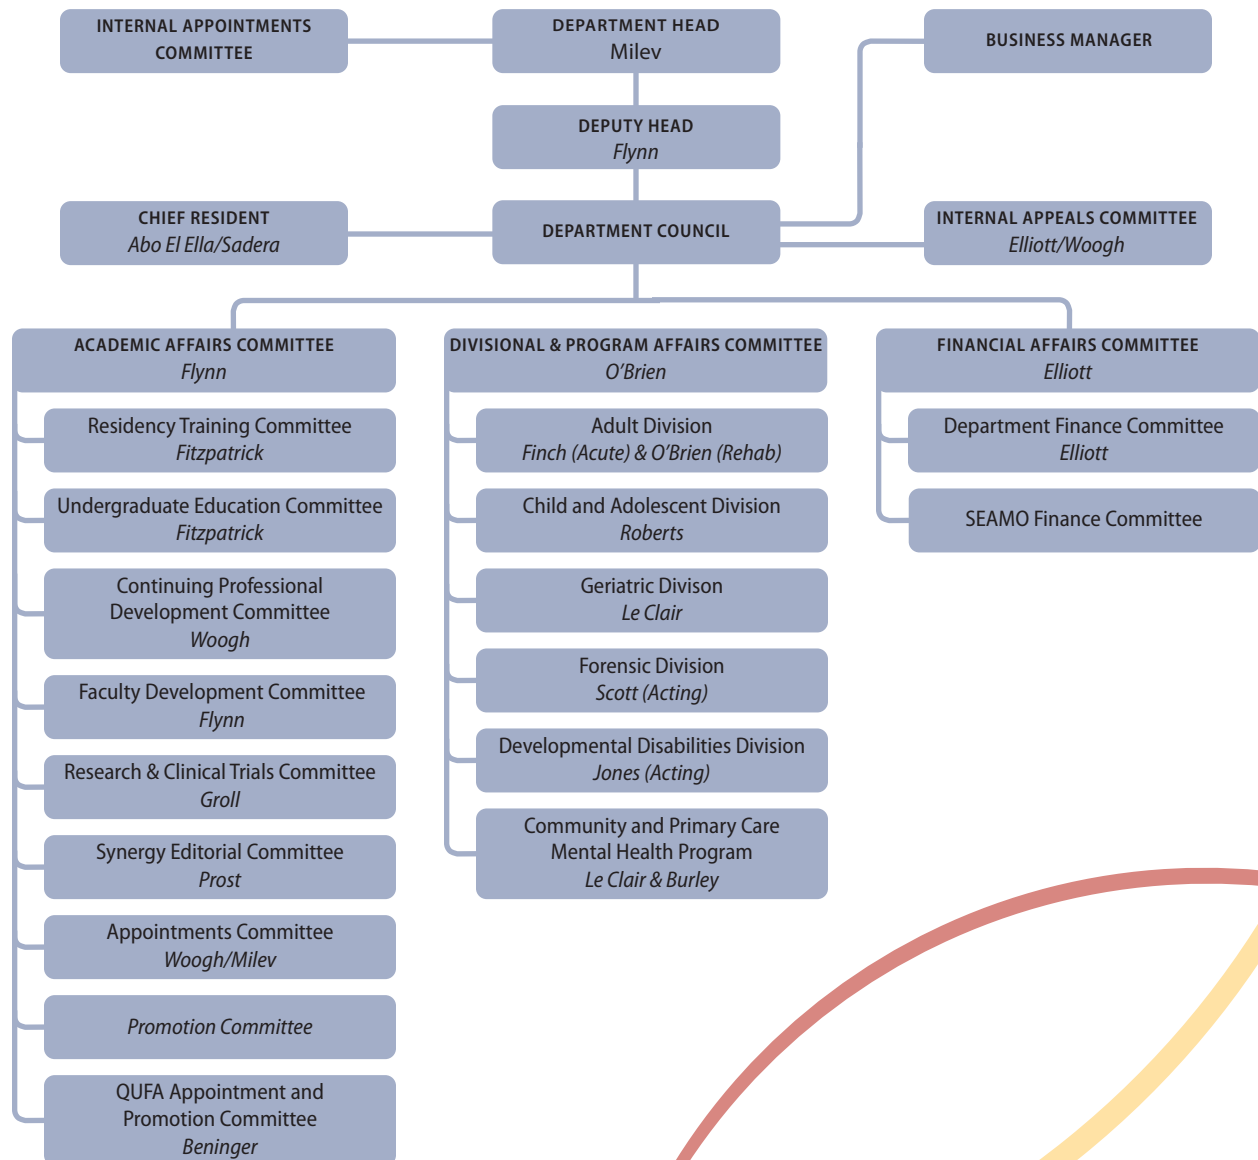 INTERNAL APPOINTMENTS
COMMITTEE
DEPARTMENT HEAD
Milev
BUSINESS MANAGER
DEPUTY HEAD
Flynn
CHIEF RESIDENT
Abo El Ella/Sadera
DEPARTMENT COUNCIL
INTERNAL APPEALS COMMITTEE
Elliott/Woogh
ACADEMIC AFFAIRS COMMITTEE
Flynn
Residency Training Committee
Fitzpatrick
Undergraduate Education Committee
Fitzpatrick
Continuing Professional
Development Committee
Woogh
Faculty Development Committee
Flynn
Research & Clinical Trials Committee
Groll
Synergy Editorial Committee
Prost
Appointments Committee
Woogh/Milev
Promotion Committee
QUFA Appointment and
Promotion Committee
Beninger
DIVISIONAL & PROGRAM AFFAIRS COMMITTEE
O'Brien
Adult Division
Finch (Acute) & O'Brien (Rehab)
Child and Adolescent Division
Roberts
Geriatric Divison
Le Clair
Forensic Division
Scott (Acting)
Developmental Disabilities Division
Jones (Acting)
Community and Primary Care
Mental Health Program
Le Clair & Burley
FINANCIAL AFFAIRS COMMITTEE
Elliott
Department Finance Committee
Elliott
SEAMO Finance Committee